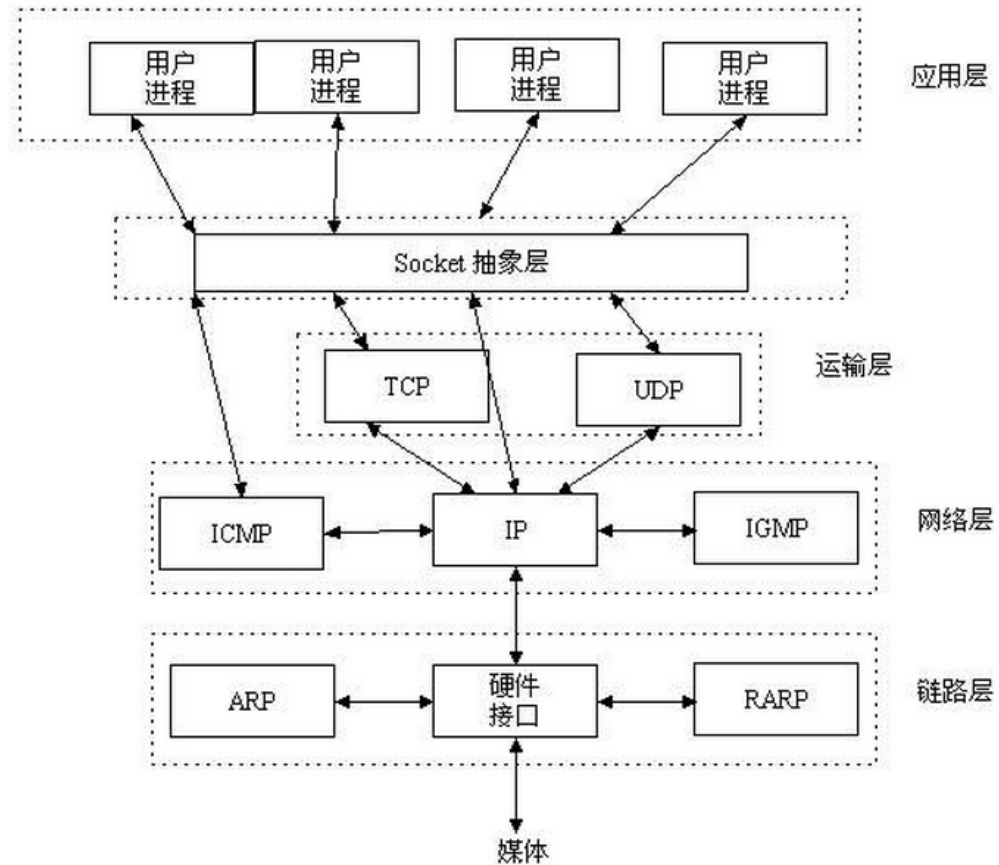 用户
进程
用户
进程
用户
进程
用户
进程
应用层
Socket 抽象层
TCP
UDP
运输层
ICMP
IP
IGMP
网络层
ARP
硬件
接口
RARP
链路层
媒体